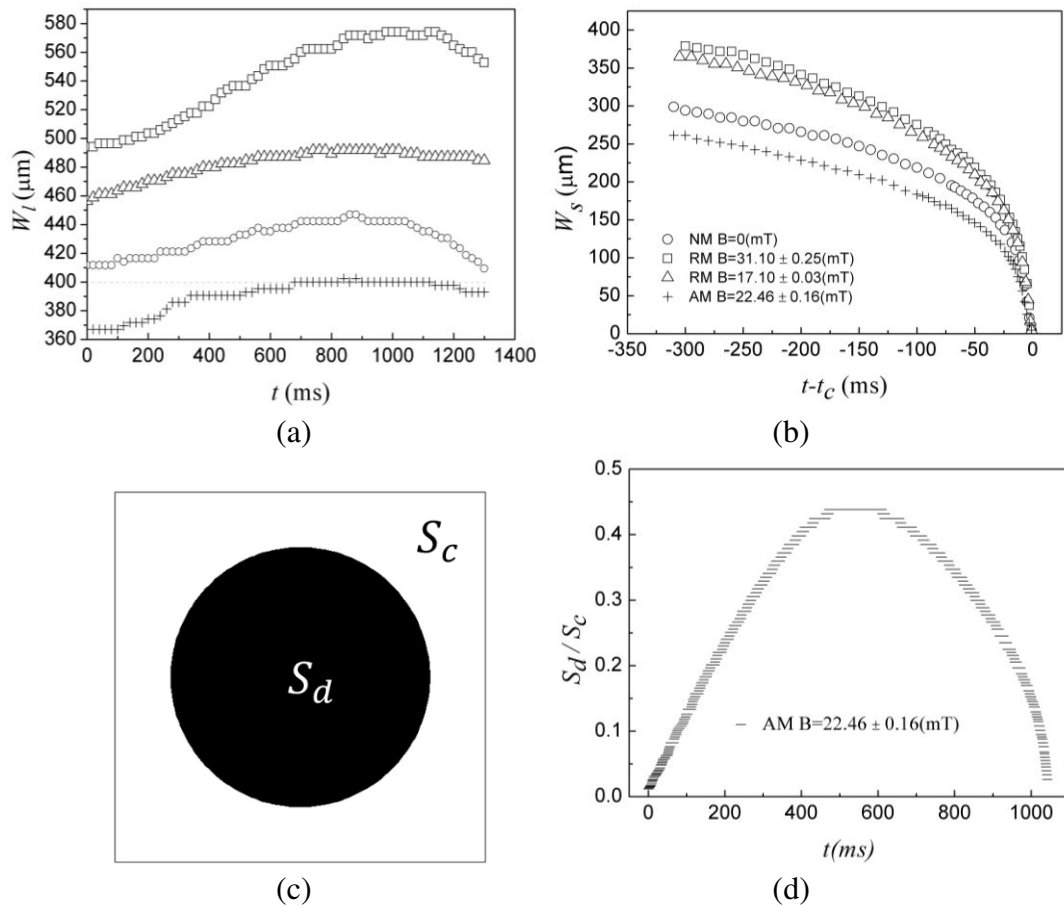 580
560
540
520
500
480
460
440
420
400
380
360
W_l (μm)
0 200 400 600 800 1000 1200 1400
t (ms)
(a)
400
350
300
250
200
150
100
50
0
W_s (μm)
NM B=0(mT)
RM B=31.10 ± 0.25(mT)
RM B=17.10 ± 0.03(mT)
AM B=22.46 ± 0.16(mT)
-350 -300 -250 -200 -150 -100 -50 0
t-t_c (ms)
(b)
S_c
S_d
(c)
0.5
0.4
0.3
0.2
0.1
0.0
S_d / S_c
AM B=22.46 ± 0.16(mT)
0 200 400 600 800 1000
t(ms)
(d)